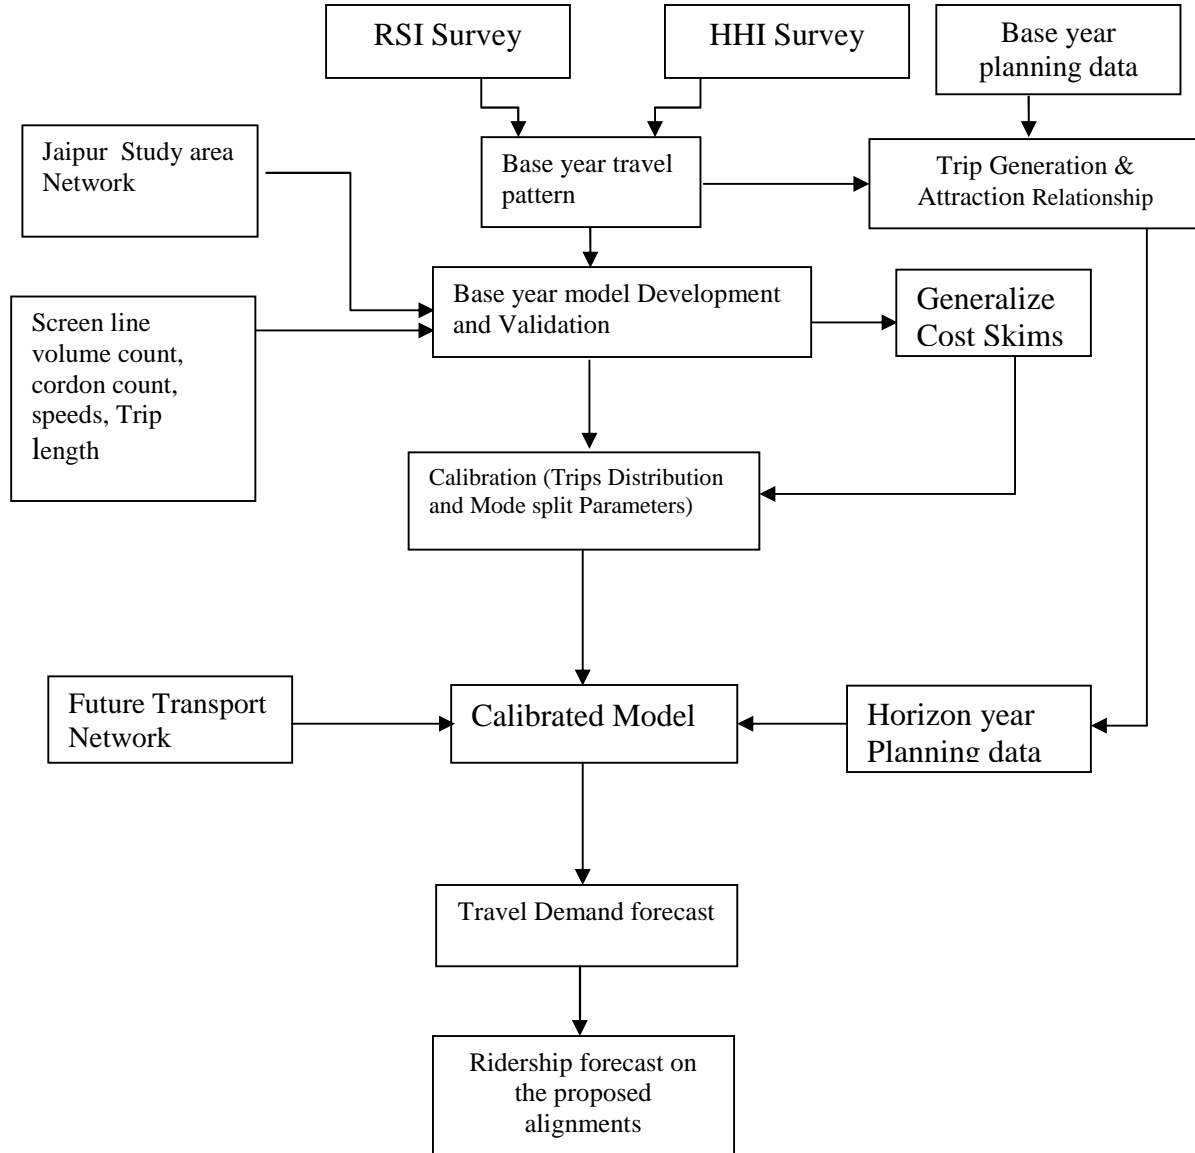 RSI Survey
HHI Survey
Base year
planning data
Jaipur Study area
Network
Base year travel
pattern
Trip Generation &
Attraction Relationship
Screen line
volume count,
cordon count,
speeds, Trip
length
Base year model Development
and Validation
Generalize
Cost Skims
Calibration (Trips Distribution
and Mode split Parameters)
Future Transport
Network
Calibrated Model
Horizon year
Planning data
Travel Demand forecast
Ridership forecast on
the proposed
alignments